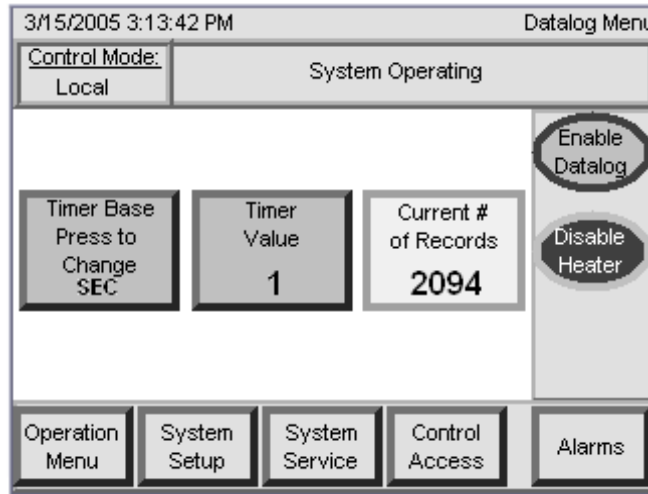 3/15/2005 3:13:42 PM
Datalog Menu
Control Mode:
Local
System Operating
Enable
Datalog
Timer Base
Press to
Change
SEC
Timer
Value
1
Current #
of Records
2094
Disable
Heater
Operation
Menu
System
Setup
System
Service
Control
Access
Alarms